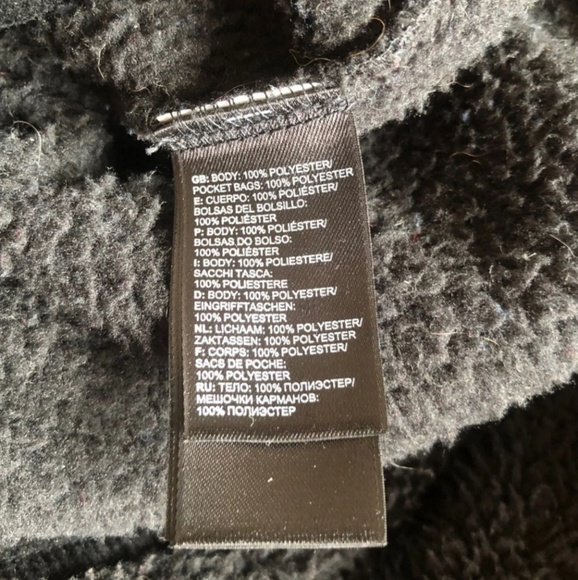 GB: BODY: 100% POLYESTER/
POCKET BAGS: 100% POLYESTER
E: CUERPO: 100% POLIÉSTER/
BOLSAS DEL BOLSILLO:
100% POLIÉSTER
P: BODY: 100% POLIÉSTER/
BOLSAS DO BOLSO:
100% POLIÉSTER
I: BODY: 100% POLIESTERE/
SACCHI TASCA:
100% POLIESTERE
D: BODY: 100% POLYESTER/
EINGRIFFTASCHEN:
100% POLYESTER
NL: LICHAAM: 100% POLYESTER/
ZAKTASSEN: 100% POLYESTER
F: CORPS: 100% POLYESTER/
SACS DE POCHE:
100% POLYESTER
RU: ТЕЛО: 100% ПОЛИЭСТЕР/
МЕШОЧКИ КАРМАНОВ:
100% ПОЛИЭСТЕР